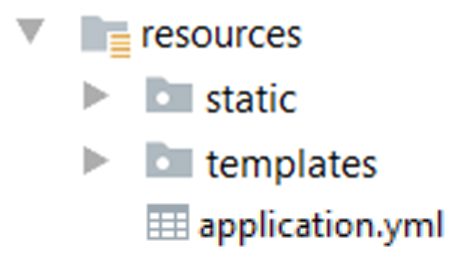 resources
static
templates
application.yml